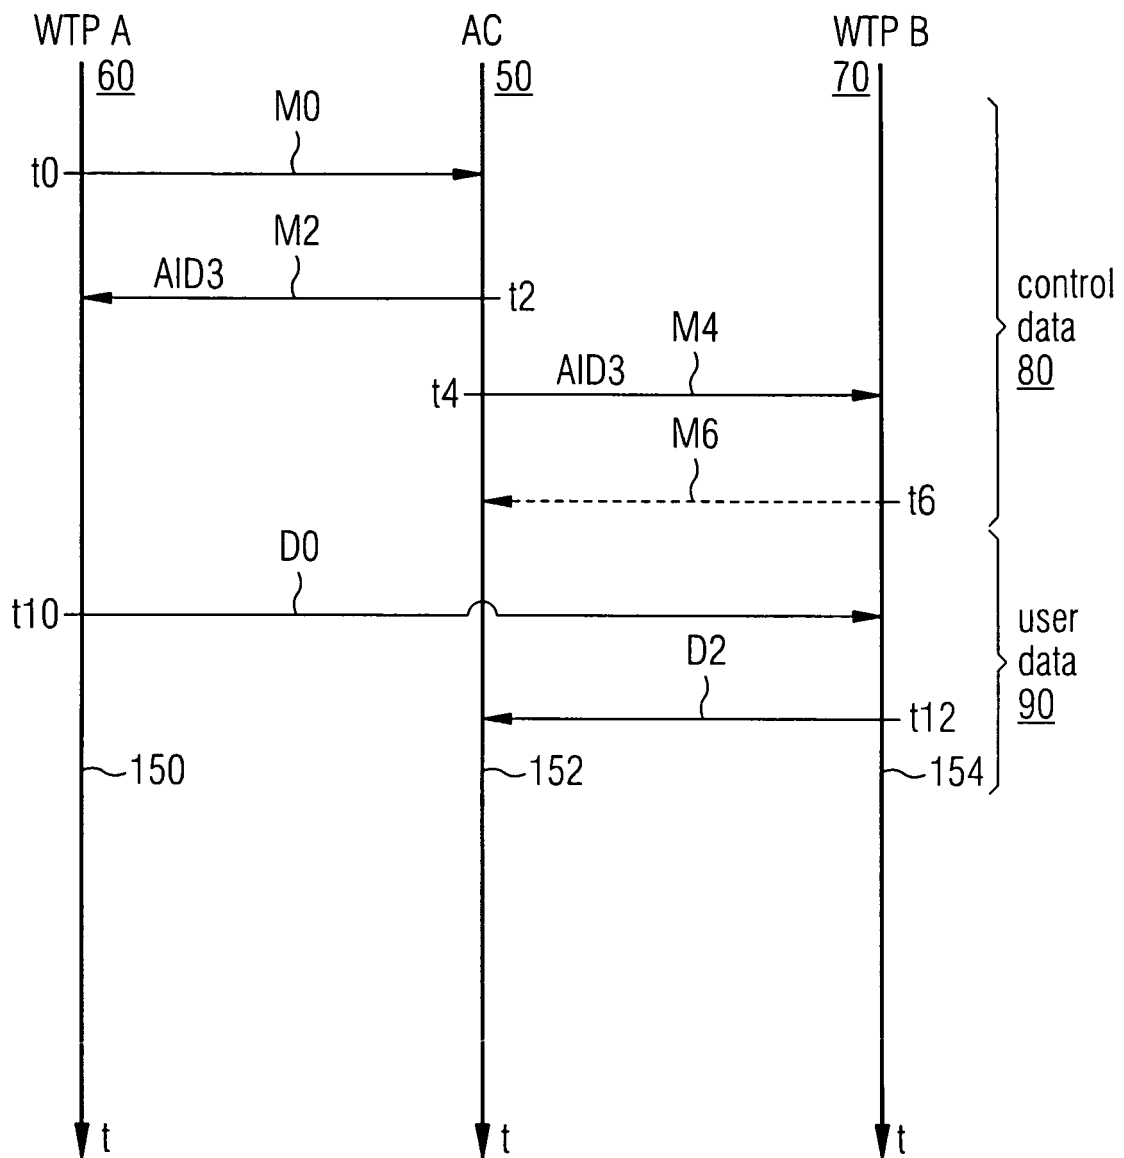 WTP A
AC
WTP B
60
50
70
M0
t0
M2
AID3
t2
control
data
80
M4
AID3
t4
M6
t6
D0
t10
user
data
90
D2
t12
150
152
154
t
t
t